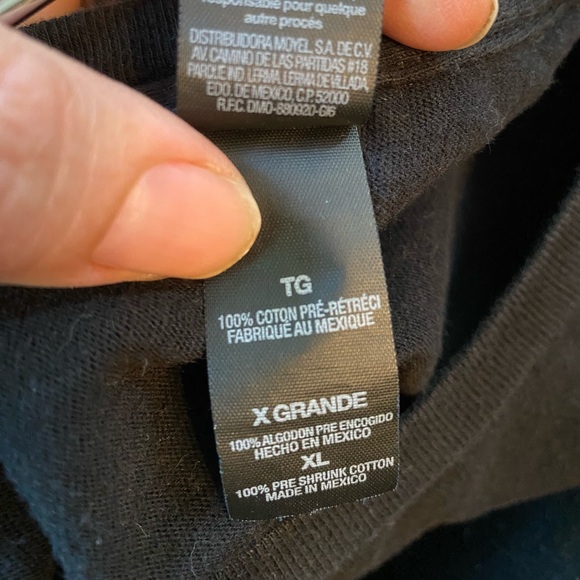 responsable pour quelque
autre procés
DISTRIBUIDORA MOYEL S.A. DE C.V.
AV. CAMINO DE LAS PARTIDAS #18
PARQUE IND. LERMA, LERMA DE VILLADA,
EDO. DE MEXICO, C.P. 52000
R.F.C. DMO-880920-GI6
TG
100% COTON PRÉ-RÉTRÉCI
FABRIQUÉ AU MEXIQUE
X GRANDE
100% ALGODON PRE ENCOGIDO
HECHO EN MEXICO
XL
100% PRE SHRUNK COTTON
MADE IN MEXICO